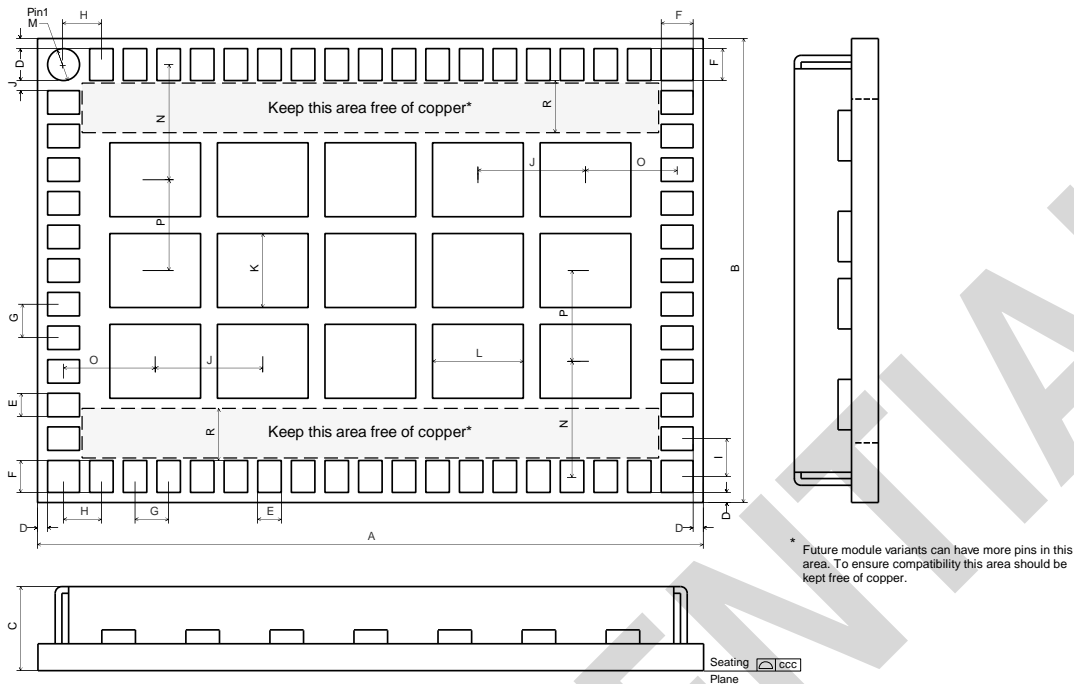 Pin1
M
H
F
D
J
F
Keep this area free of copper*
R
N
J
O
P
K
B
G
P
O
J
L
E
N
R
Keep this area free of copper*
I
F
H
G
E
D
D
D
A
* Future module variants can have more pins in this
area. To ensure compatibility this area should be
kept free of copper.
C
Seating ccc
Plane
ENTIA